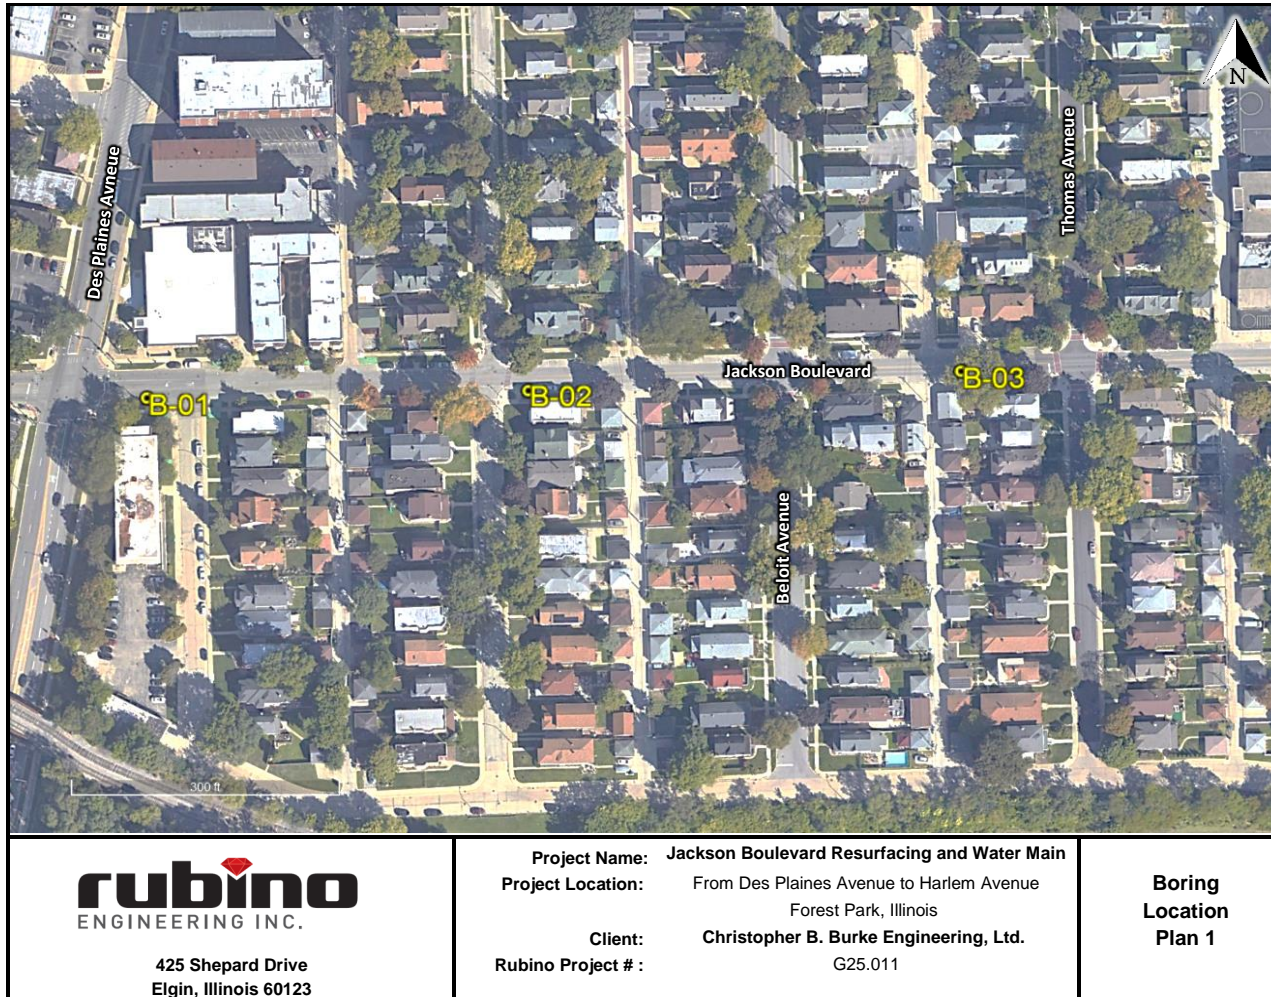 N
Des Plaines Avneue
Thomas Avneue
Jackson Boulevard
B-01
B-02
B-03
Beloit Avenue
300 ft
rubino
ENGINEERING INC.
425 Shepard Drive
Elgin, Illinois 60123
Project Name: Jackson Boulevard Resurfacing and Water Main
Project Location: From Des Plaines Avenue to Harlem Avenue
Forest Park, Illinois
Client: Christopher B. Burke Engineering, Ltd.
Rubino Project # : G25.011
Boring
Location
Plan 1